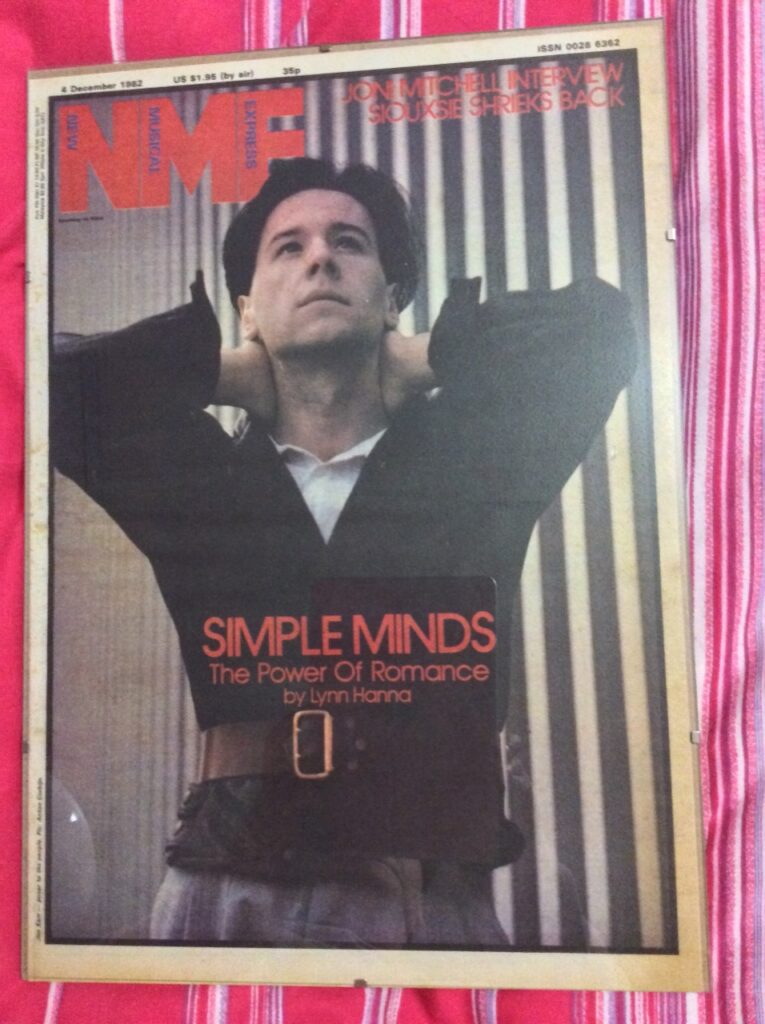 4 December 1982 US $1.95 (by air) 35p ISSN 0028 6362
NME
NEW MUSICAL EXPRESS
JONI MITCHELL INTERVIEW
SIOUXSIE SHRIEKS BACK
SIMPLE MINDS
The Power Of Romance
by Lynn Hanna